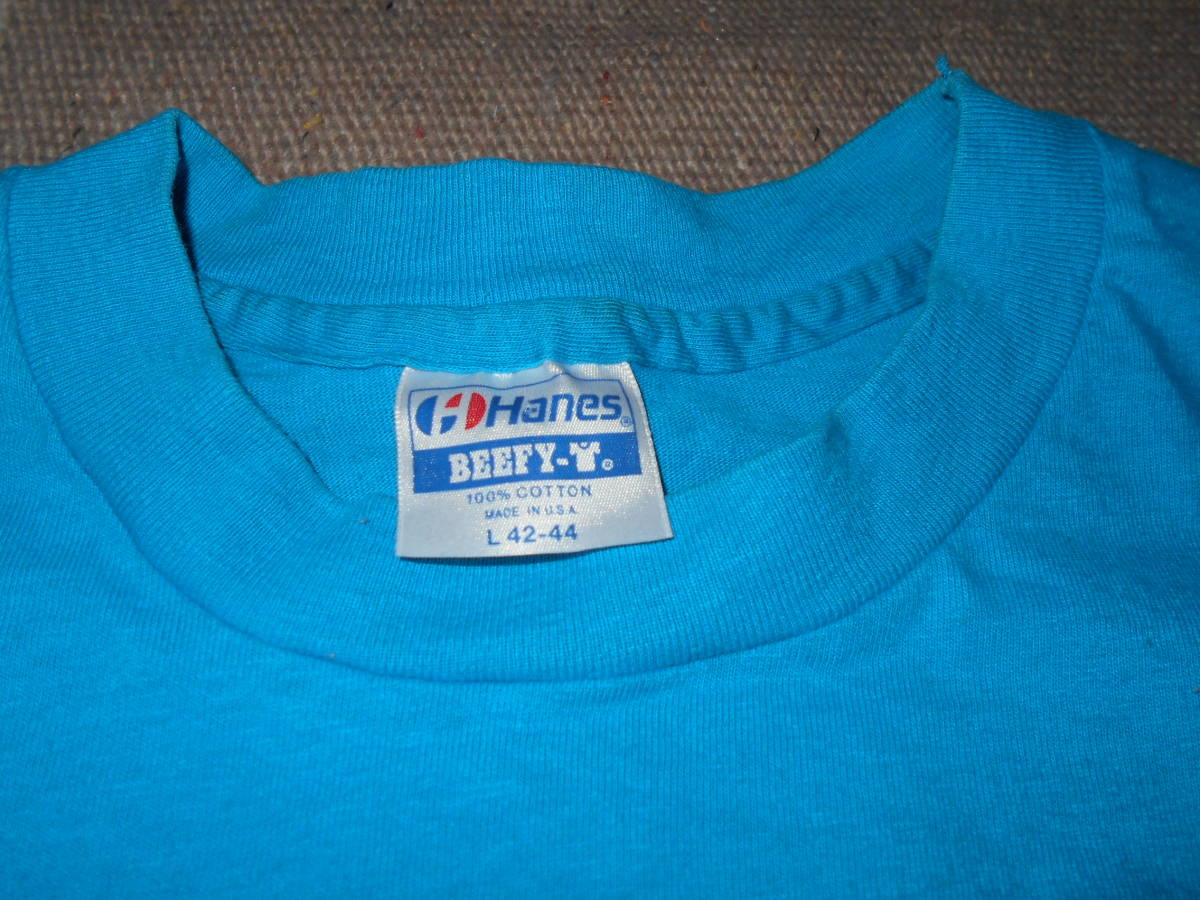 Hanes®
BEEFY-T®
100% COTTON
MADE IN U.S.A.
L 42-44